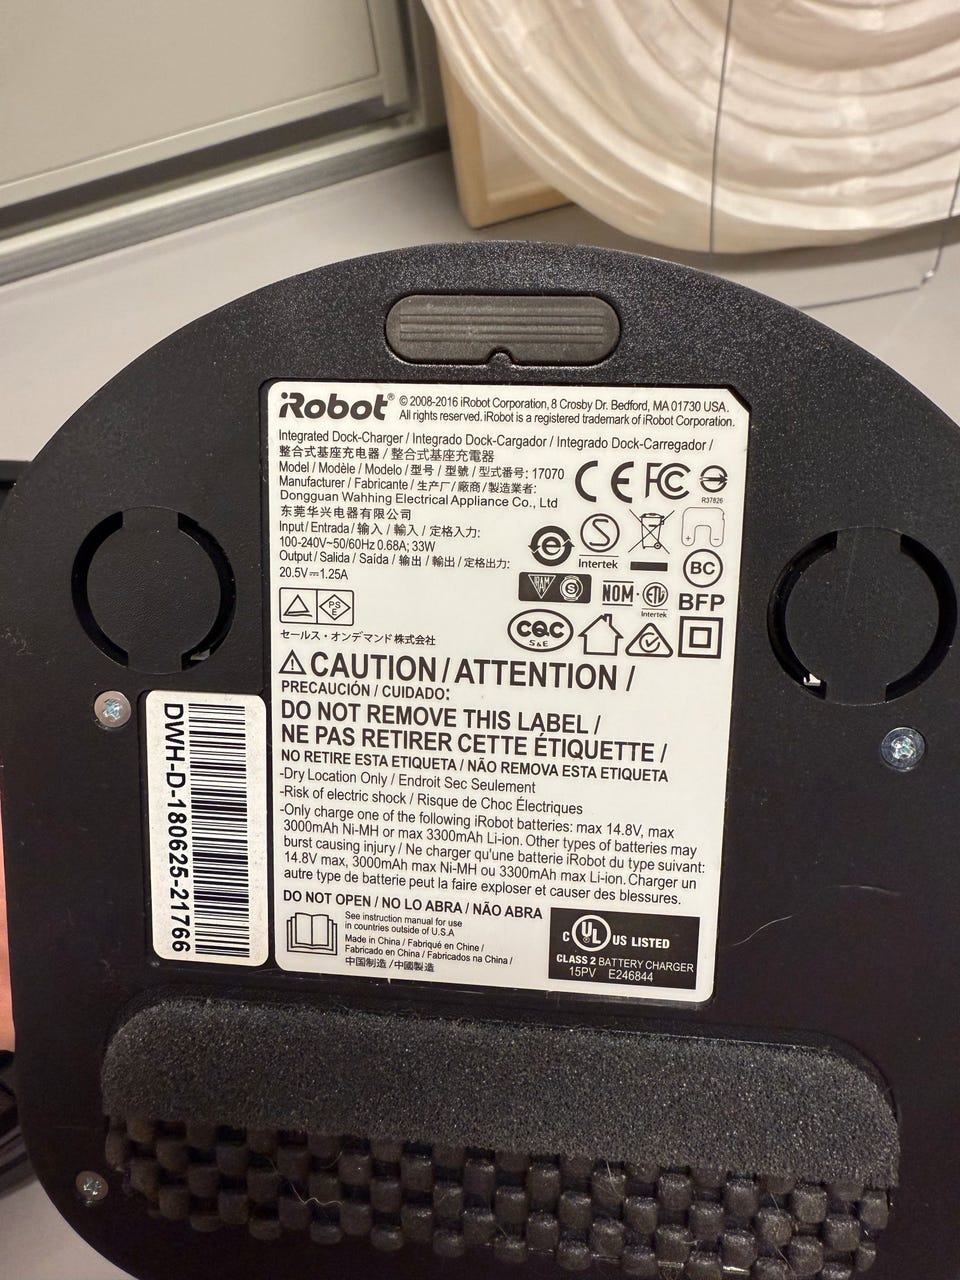 iRobot® © 2008-2016 iRobot Corporation, 8 Crosby Dr. Bedford, MA 01730 USA.
All rights reserved. iRobot is a registered trademark of iRobot Corporation.
Integrated Dock-Charger / Integrado Dock-Cargador / Integrado Dock-Carregador /
整合式基座充电器 / 整合式基座充電器
Model / Modèle / Modelo / 型号 / 型號 / 型式番号: 17070
Manufacturer / Fabricante / 生产厂 / 廠商 / 製造業者:
Dongguan Wahhing Electrical Appliance Co., Ltd
东莞华兴电器有限公司
Input / Entrada / 输入 / 輸入 / 定格入力:
100-240V~50/60Hz 0.68A; 33W
Output / Salida / Saída / 输出 / 輸出 / 定格出力:
20.5V⎓1.25A
CE FC
R37826
e S
Intertek
BC
RAM S
NOM ETL
Intertek
BFP
PS
E
CQC
S&E
セールス・オンデマンド株式会社
⚠ CAUTION / ATTENTION /
PRECAUCIÓN / CUIDADO:
DO NOT REMOVE THIS LABEL /
NE PAS RETIRER CETTE ÉTIQUETTE /
NO RETIRE ESTA ETIQUETA / NÃO REMOVA ESTA ETIQUETA
-Dry Location Only / Endroit Sec Seulement
-Risk of electric shock / Risque de Choc Électriques
-Only charge one of the following iRobot batteries: max 14.8V, max
3000mAh Ni-MH or max 3300mAh Li-ion. Other types of batteries may
burst causing injury / Ne charger qu'une batterie iRobot du type suivant:
14.8V max, 3000mAh max Ni-MH ou 3300mAh max Li-ion. Charger un
autre type de batterie peut la faire exploser et causer des blessures.
DO NOT OPEN / NO LO ABRA / NÃO ABRA
See instruction manual for use
in countries outside of U.S.A
Made in China / Fabriqué en Chine /
Fabricado en China / Fabricados na China /
中国制造 / 中國製造
C UL US LISTED
CLASS 2 BATTERY CHARGER
15PV E246844
DWH-D-180625-21766